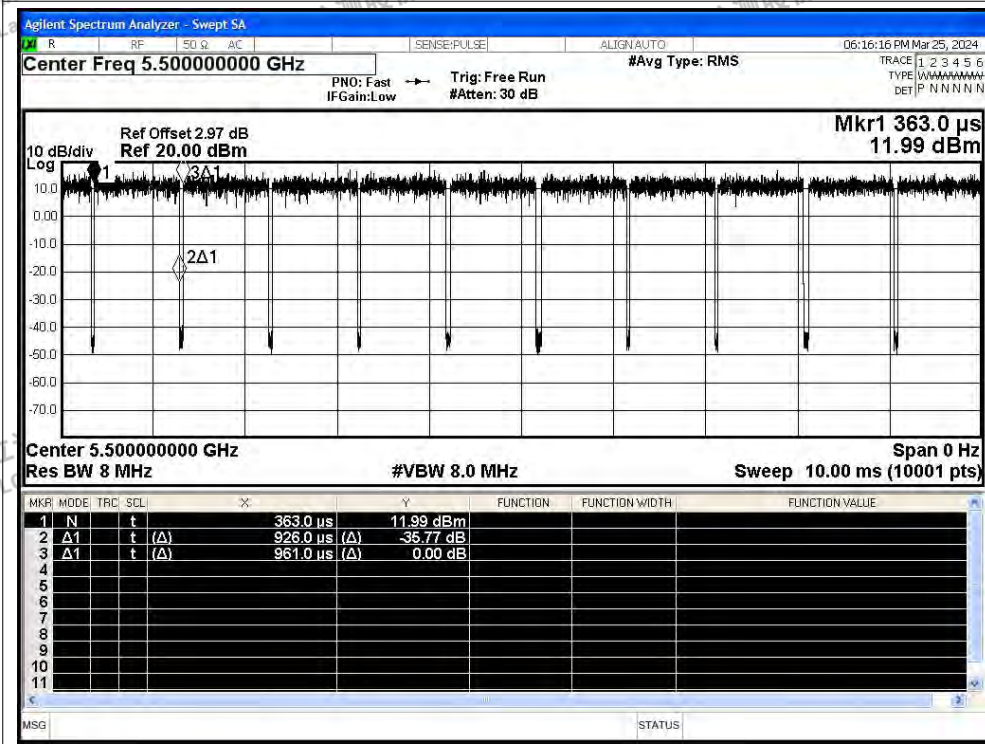 Agilent Spectrum Analyzer - Swept SA
LXI R RF 50 Ω AC SENSE:PULSE ALIGN AUTO 06:16:16 PM Mar 25, 2024
Center Freq 5.500000000 GHz #Avg Type: RMS TRACE 1 2 3 4 5 6
PNO: Fast Trig: Free Run TYPE WWWWWW
IFGain:Low #Atten: 30 dB DET P N N N N N
Mkr1 363.0 µs
Ref Offset 2.97 dB
10 dB/div Ref 20.00 dBm 11.99 dBm
Log
1
3Δ1
10.0
0.00
-10.0
2Δ1
-20.0
-30.0
-40.0
-50.0
-60.0
-70.0
Center 5.500000000 GHz Span 0 Hz
Res BW 8 MHz #VBW 8.0 MHz Sweep 10.00 ms (10001 pts)
MKR MODE TRC SCL X Y FUNCTION FUNCTION WIDTH FUNCTION VALUE
1 N t 363.0 µs 11.99 dBm
2 Δ1 t (Δ) 926.0 µs (Δ) -35.77 dB
3 Δ1 t (Δ) 961.0 µs (Δ) 0.00 dB
4
5
6
7
8
9
10
11
MSG STATUS